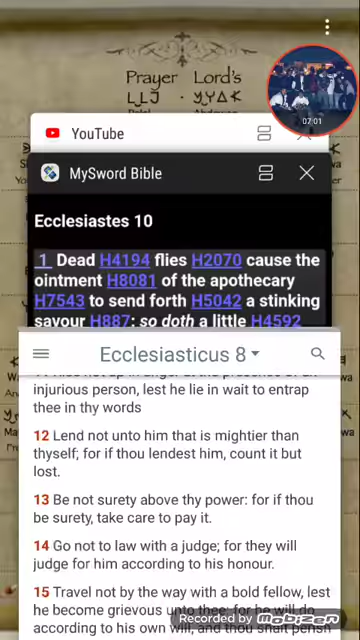 Prayer Lord's
07:01
YouTube
MySword Bible
Ecclesiastes 10
1 Dead H4194 flies H2070 cause the
ointment H8081 of the apothecary
H7543 to send forth H5042 a stinking
savour H887: so doth a little H4592
Ecclesiasticus 8
injurious person, lest he lie in wait to entrap
thee in thy words
12 Lend not unto him that is mightier than
thyself; for if thou lendest him, count it but
lost.
13 Be not surety above thy power: for if thou
be surety, take care to pay it.
14 Go not to law with a judge; for they will
judge for him according to his honour.
15 Travel not by the way with a bold fellow, lest
he become grievous unto thee: for he will do
according to his own will, and thou shalt perish
Recorded by MOBIZEN